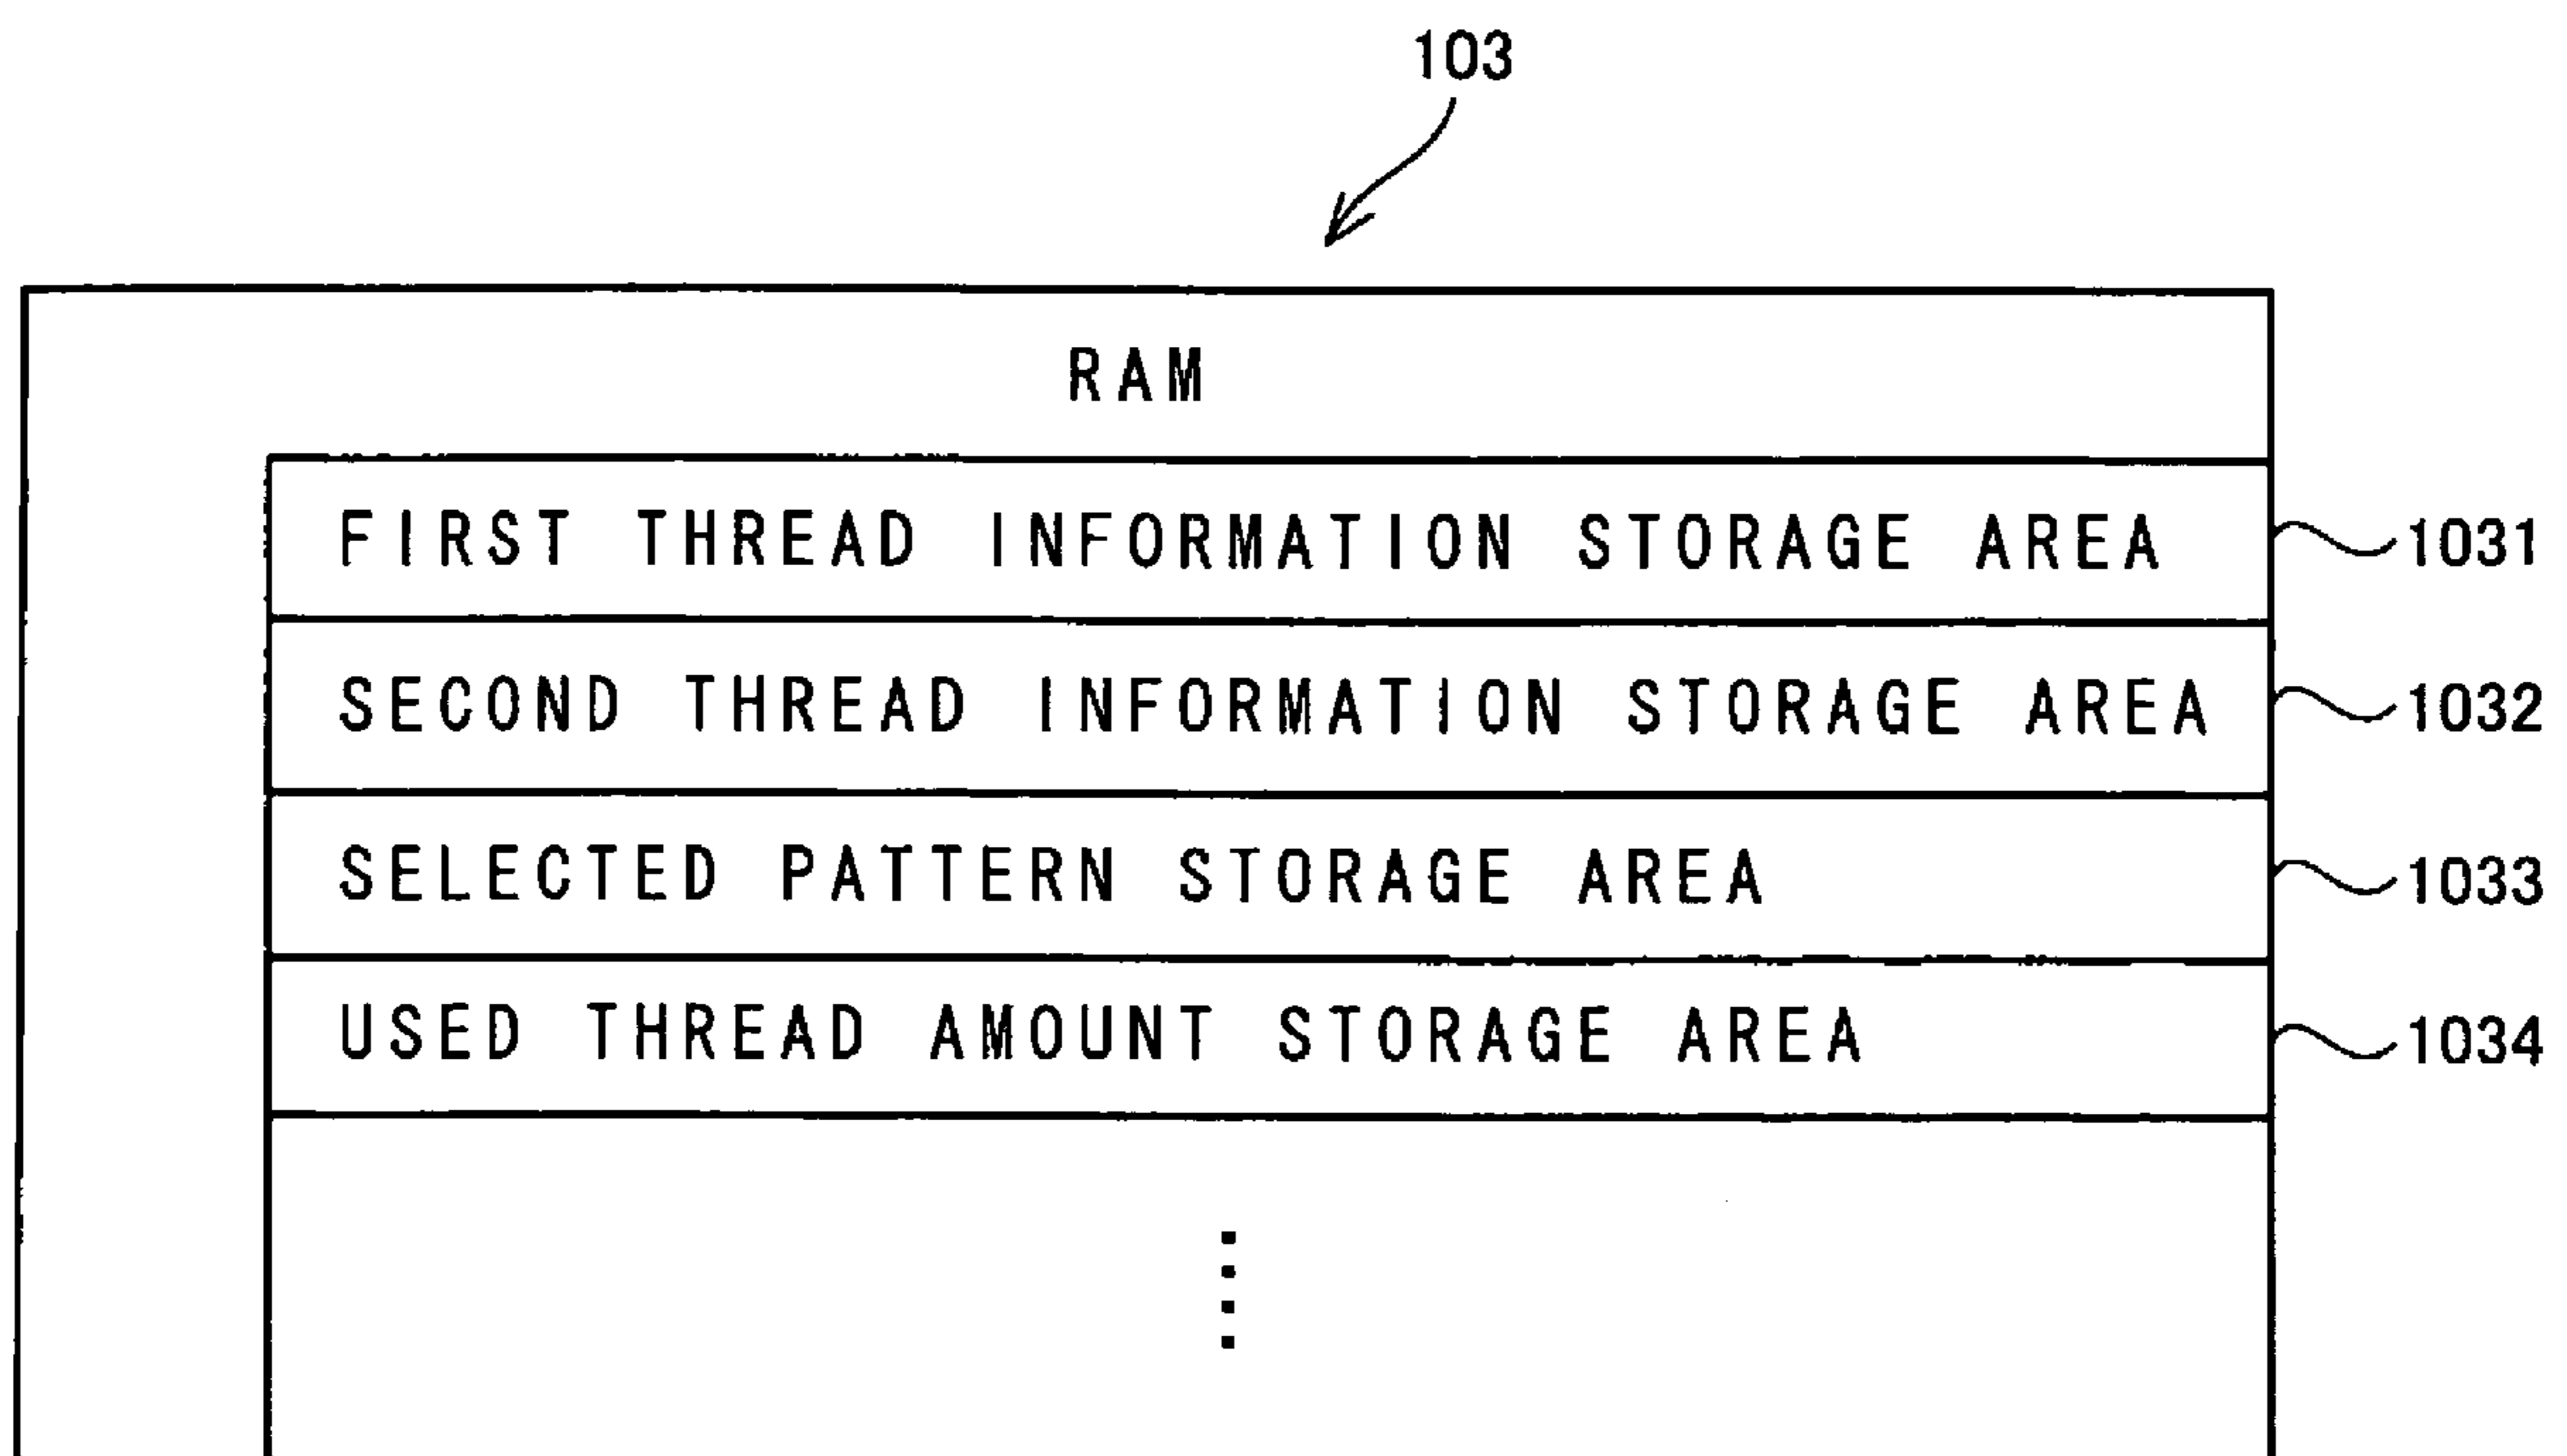 103
RAM
FIRST THREAD INFORMATION STORAGE AREA 1031
SECOND THREAD INFORMATION STORAGE AREA 1032
SELECTED PATTERN STORAGE AREA 1033
USED THREAD AMOUNT STORAGE AREA 1034